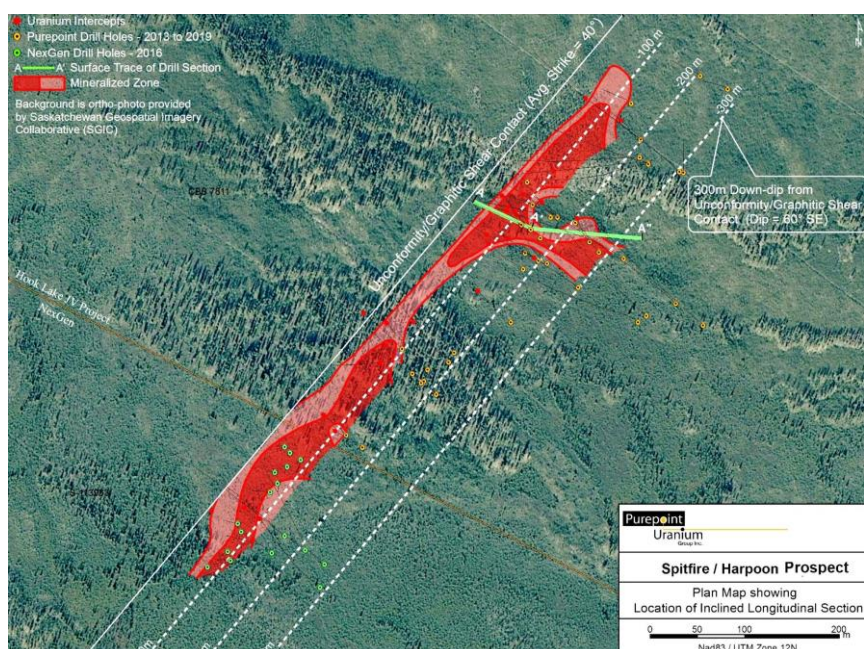 Uranium Intercepts
Purepoint Drill Holes - 2013 to 2019
NexGen Drill Holes - 2016
A A' Surface Trace of Drill Section
Mineralized Zone
Background is ortho-photo provided
by Saskatchewan Geospatial Imagery
Collaborative (SGIC)
Unconformity/Graphitic Shear Contact (Avg. Strike = 40°)
-100 m
-200 m
-300 m
300m Down-dip from
Unconformity/Graphitic Shear
Contact (Dip = 60° SE)
Hook Lake JV Project
NexGen
Purepoint
Uranium
Group Inc.
Spitfire / Harpoon Prospect
Plan Map showing
Location of Inclined Longitudinal Section
0 50 100 200
m
Nad83 / UTM Zone 12N